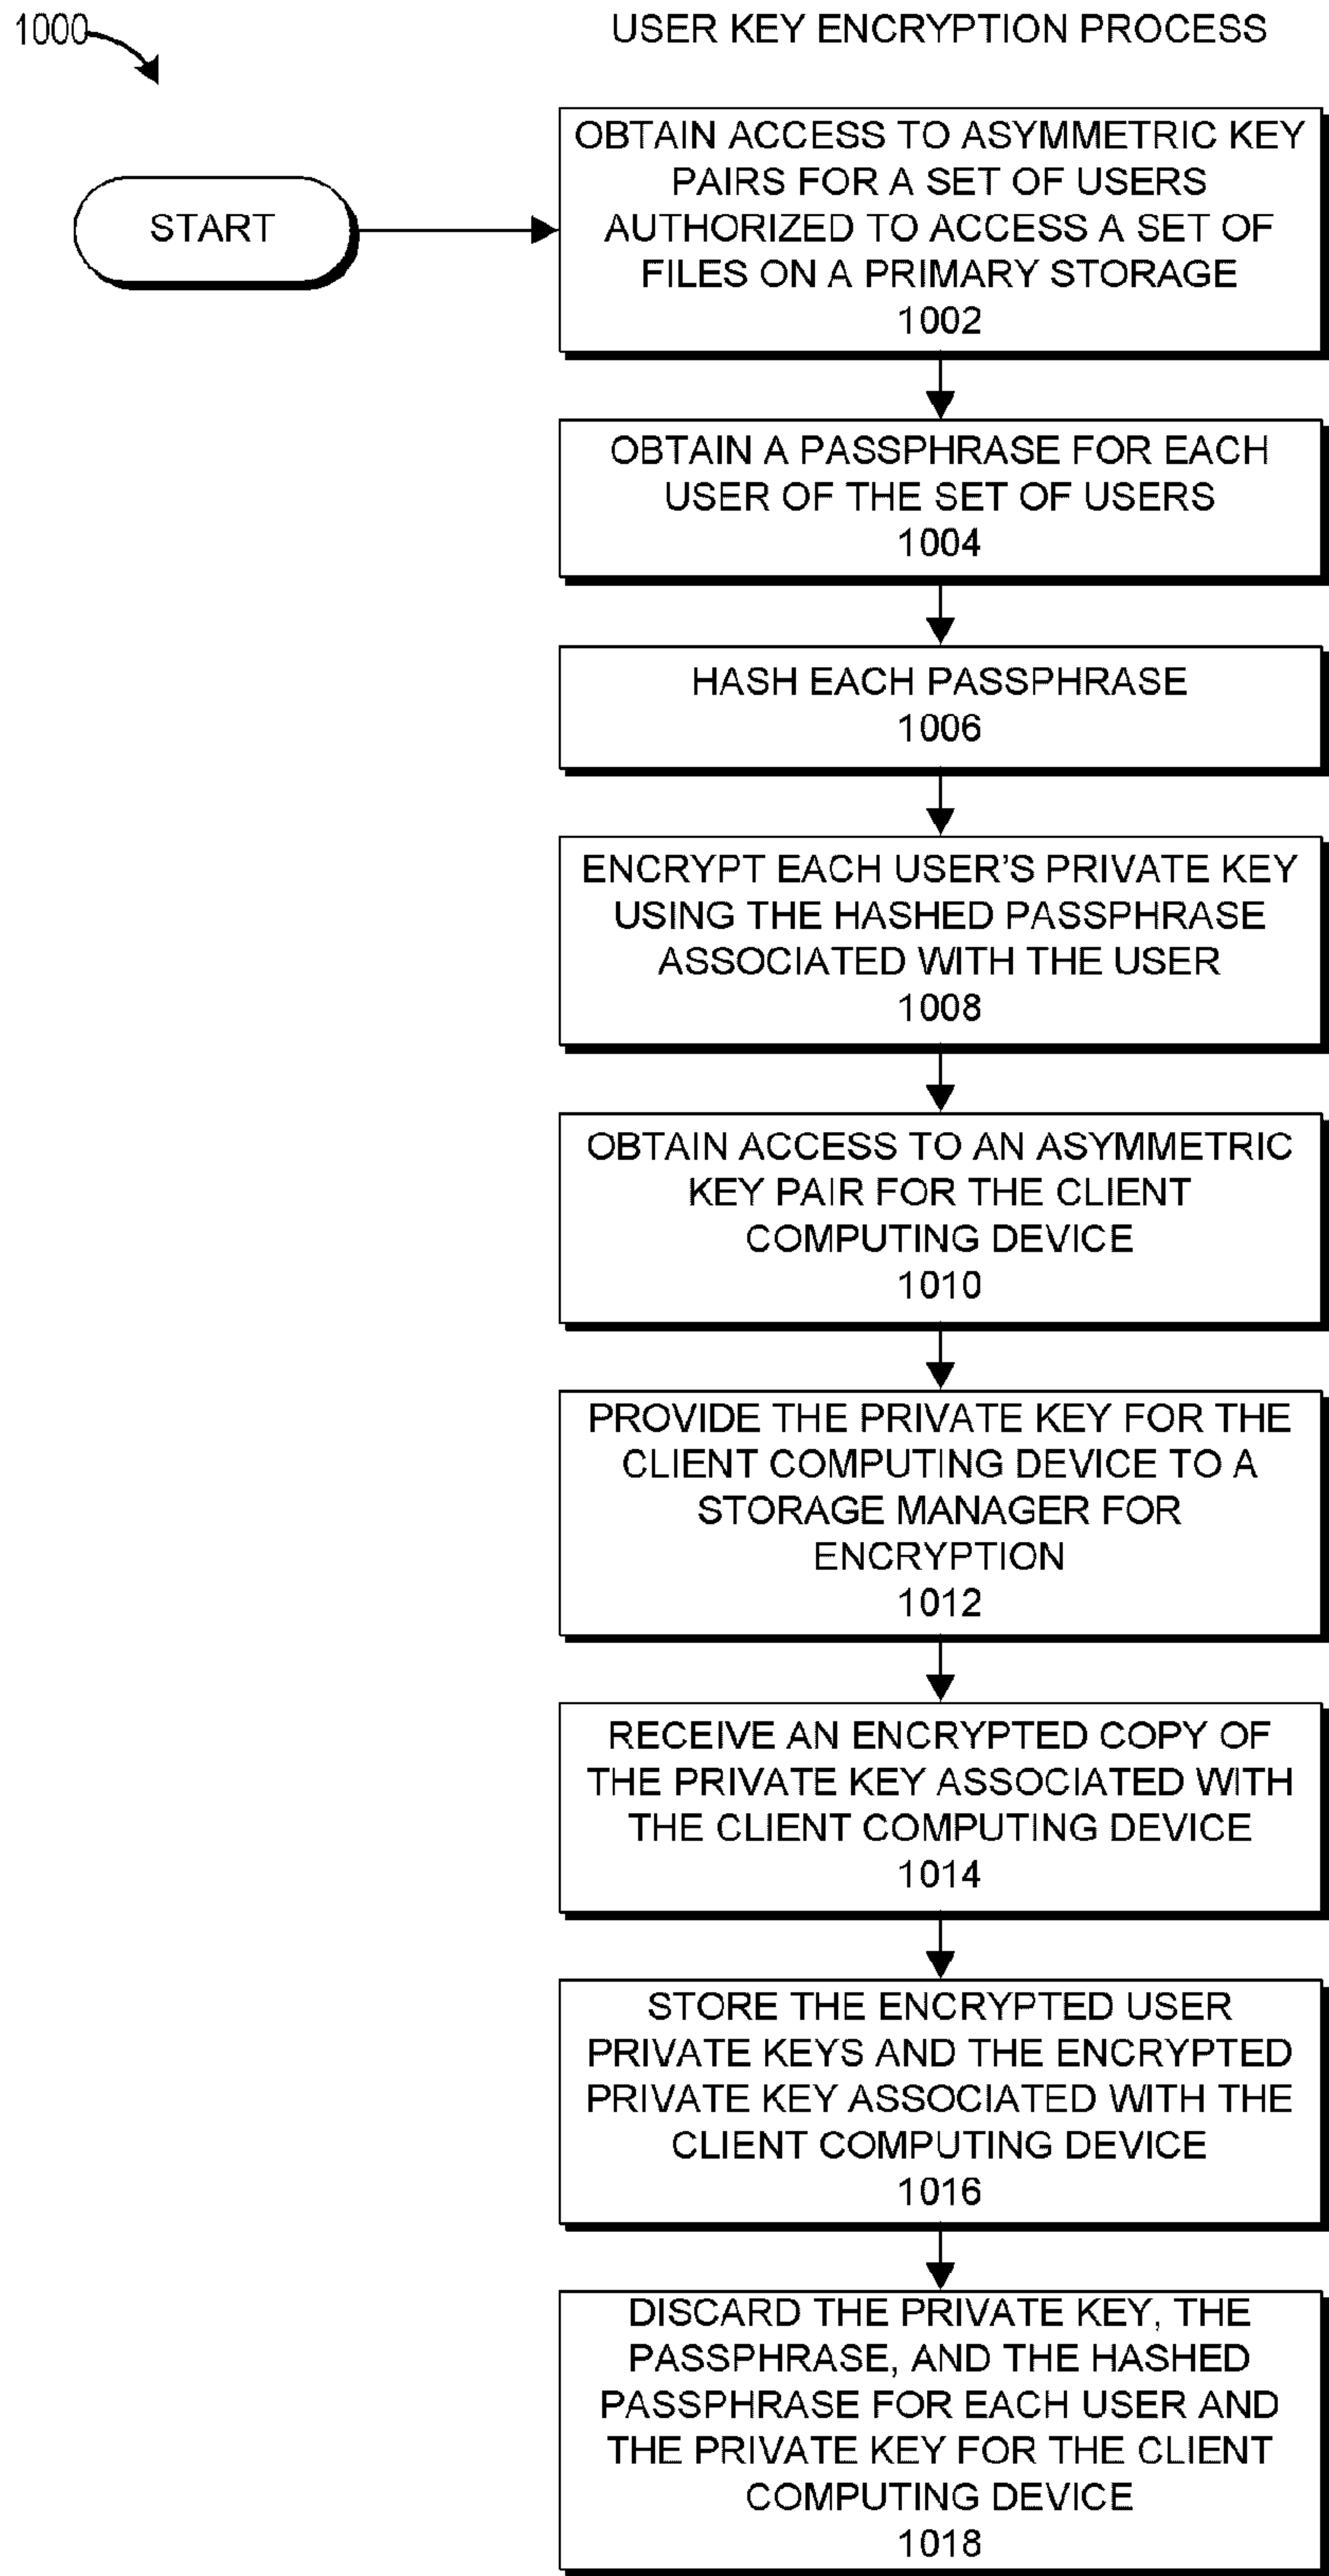 1000
USER KEY ENCRYPTION PROCESS
START
OBTAIN ACCESS TO ASYMMETRIC KEY
PAIRS FOR A SET OF USERS
AUTHORIZED TO ACCESS A SET OF
FILES ON A PRIMARY STORAGE
1002
OBTAIN A PASSPHRASE FOR EACH
USER OF THE SET OF USERS
1004
HASH EACH PASSPHRASE
1006
ENCRYPT EACH USER'S PRIVATE KEY
USING THE HASHED PASSPHRASE
ASSOCIATED WITH THE USER
1008
OBTAIN ACCESS TO AN ASYMMETRIC
KEY PAIR FOR THE CLIENT
COMPUTING DEVICE
1010
PROVIDE THE PRIVATE KEY FOR THE
CLIENT COMPUTING DEVICE TO A
STORAGE MANAGER FOR
ENCRYPTION
1012
RECEIVE AN ENCRYPTED COPY OF
THE PRIVATE KEY ASSOCIATED WITH
THE CLIENT COMPUTING DEVICE
1014
STORE THE ENCRYPTED USER
PRIVATE KEYS AND THE ENCRYPTED
PRIVATE KEY ASSOCIATED WITH THE
CLIENT COMPUTING DEVICE
1016
DISCARD THE PRIVATE KEY, THE
PASSPHRASE, AND THE HASHED
PASSPHRASE FOR EACH USER AND
THE PRIVATE KEY FOR THE CLIENT
COMPUTING DEVICE
1018